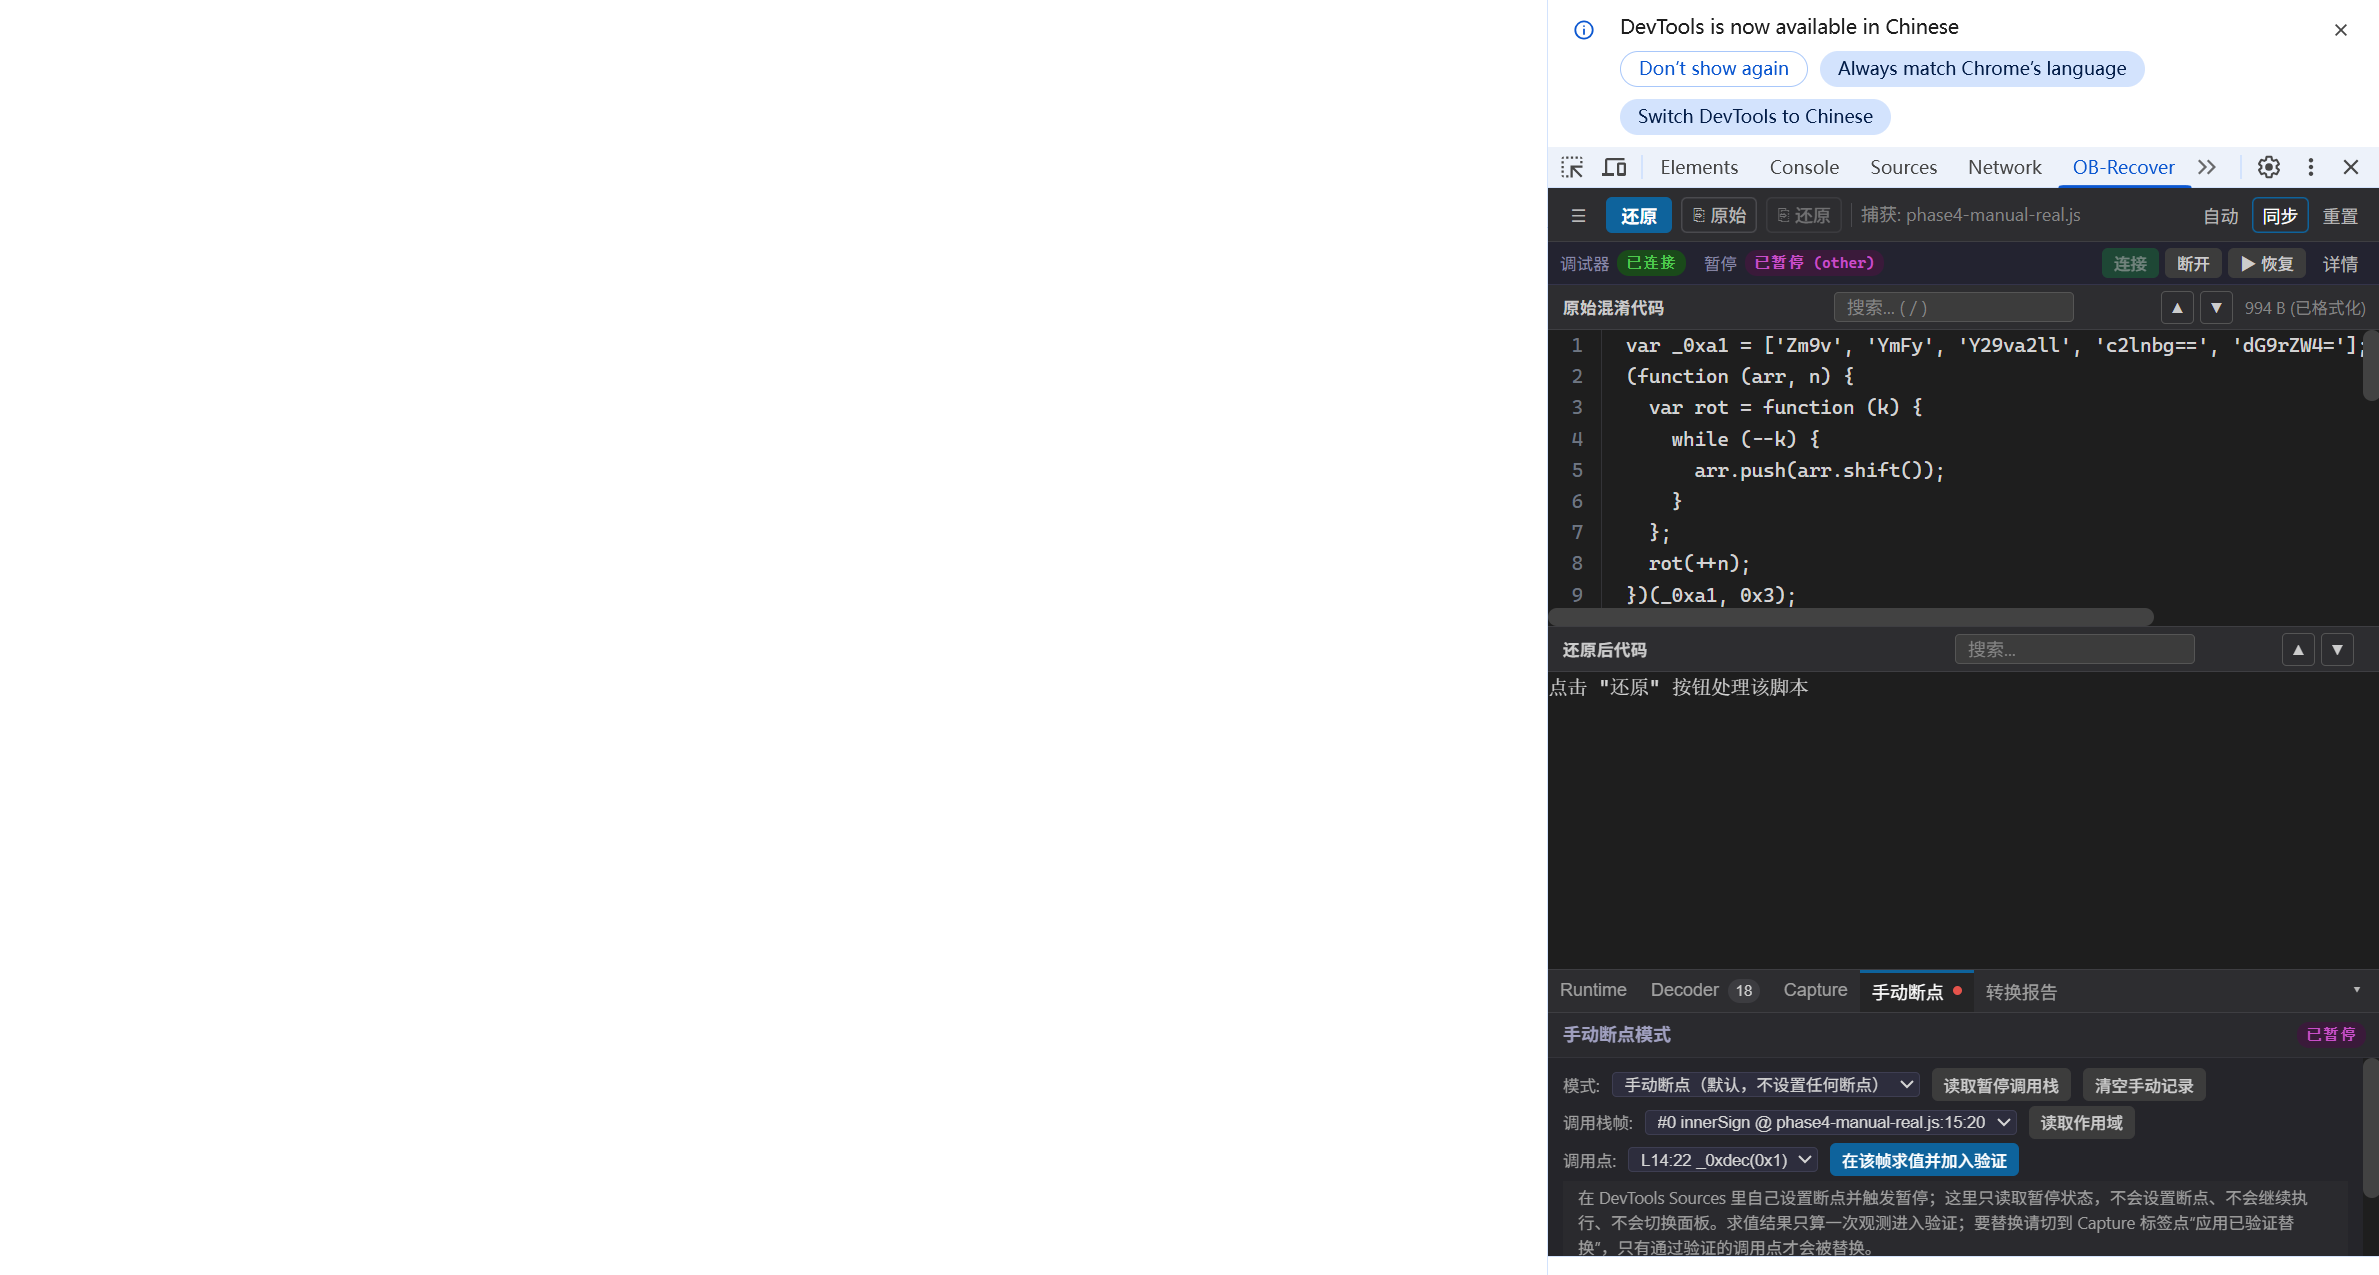 DevTools is now available in Chinese
Don't show again
Always match Chrome's language
Switch DevTools to Chinese
Elements Console Sources Network OB-Recover
还原 原始 还原 捕获: phase4-manual-real.js 自动 同步 重置
调试器 已连接 暂停 已暂停 (other) 连接 断开 ▶ 恢复 详情
原始混淆代码 搜索... ( / ) ▲ ▼ 994 B (已格式化)
1 var _0xa1 = ['Zm9v', 'YmFy', 'Y29va2ll', 'c2lnbg==', 'dG9rZW4='];
2 (function (arr, n) {
3 var rot = function (k) {
4 while (--k) {
5 arr.push(arr.shift());
6 }
7 };
8 rot(++n);
9 })(_0xa1, 0x3);
还原后代码 搜索... ▲ ▼
点击 "还原" 按钮处理该脚本
Runtime Decoder 18 Capture 手动断点 转换报告
手动断点模式 已暂停
模式: 手动断点（默认，不设置任何断点） 读取暂停调用栈 清空手动记录
调用栈帧: #0 innerSign @ phase4-manual-real.js:15:20 读取作用域
调用点: L14:22 _0xdec(0x1) 在该帧求值并加入验证
在 DevTools Sources 里自己设置断点并触发暂停；这里只读取暂停状态，不会设置断点、不会继续执
行、不会切换面板。求值结果只算一次观测进入验证；要替换请切到 Capture 标签点“应用已验证替
换”，只有通过验证的调用点才会被替换。